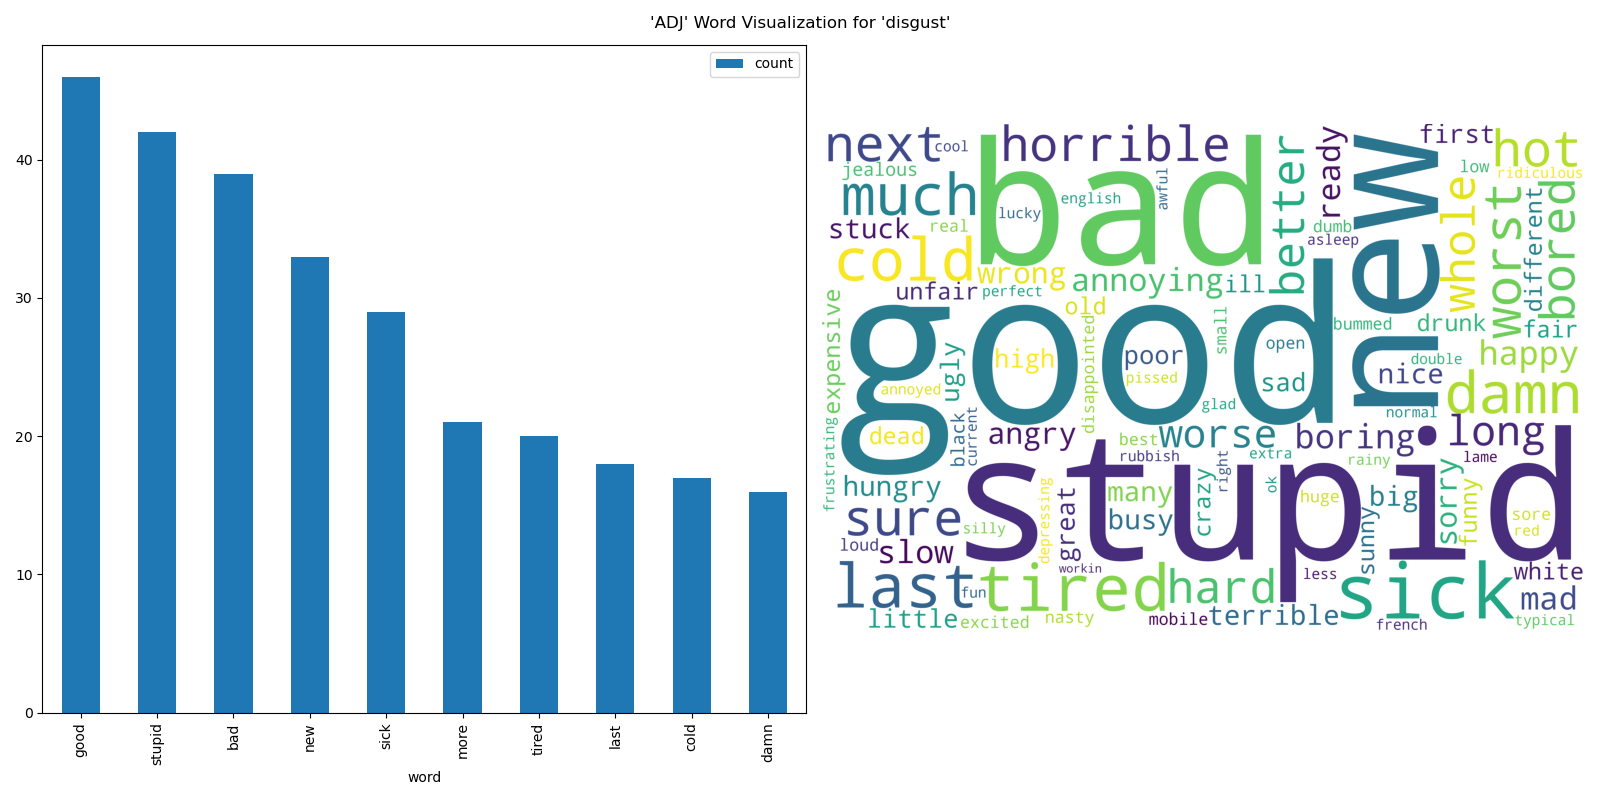 'ADJ' Word Visualization for 'disgust'
count
40
30
20
10
0
good
stupid
bad
new
sick
more
tired
last
cold
damn
word
next
cool
horrible
bad
better
ready
new
first
hot
low
ridiculous
jealous
much
lucky
english
awful
whole
worst
different
bored
stuck
real
dumb
asleep
cold
wrong
annoying
ill
unfair
perfect
old
good
expensive
disappointed
small
open
bummed
drunk
fair
ugly
high
poor
pissed
sad
double
happy
nice
annoyed
glad
normal
damn
dead
black
current
angry
best
worse
rubbish
right
extra
boring
long
rainy
lame
frustrating
hungry
stupid
many
crazy
ok
huge
big
sorry
funny
sore
red
sure
silly
depressing
great
busy
sunny
loud
slow
workin
last
fun
tired
hard
less
sick
white
mad
little
excited
nasty
mobile
terrible
french
typical